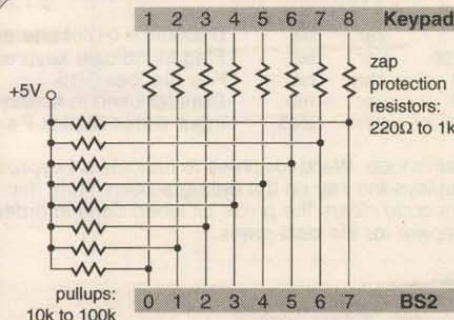 1 2 3 4 5 6 7 8 Keypad
zap
protection
resistors:
220Ω to 1k
+5V
pullups:
10k to 100k
0 1 2 3 4 5 6 7 BS2